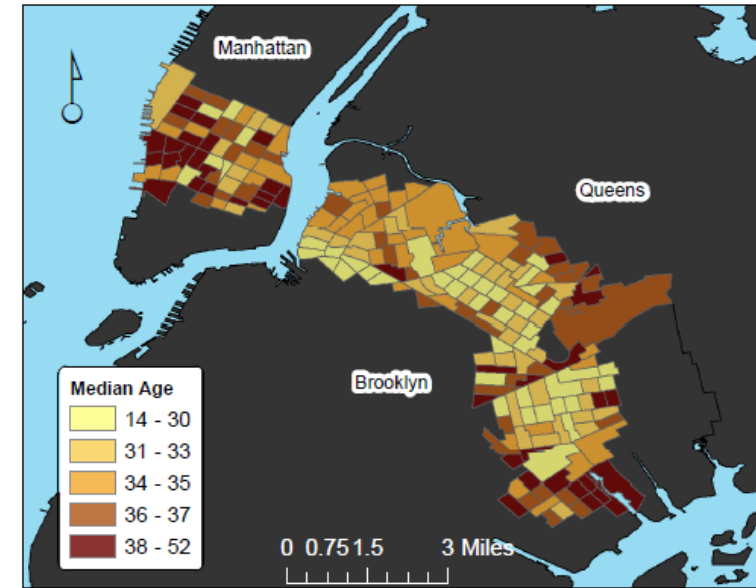 Manhattan
Queens
Brooklyn
Median Age
14 - 30
31 - 33
34 - 35
36 - 37
38 - 52
0 0.75 1.5 3 Miles